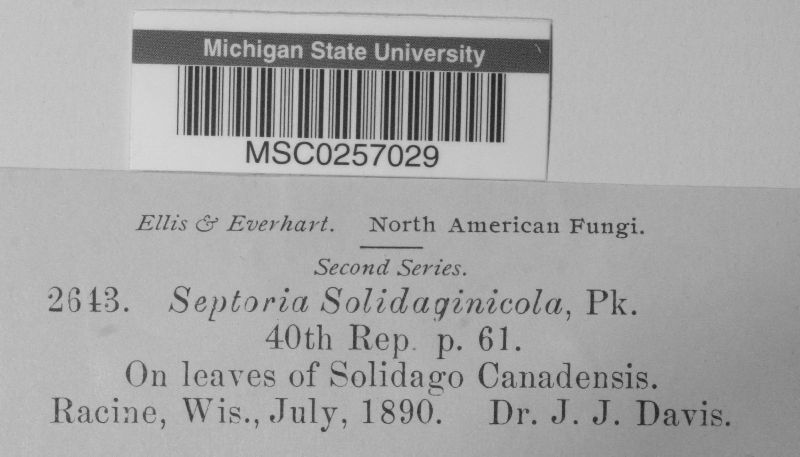 Michigan State University
MSC0257029
Ellis & Everhart. North American Fungi.
Second Series.
2643. Septoria Solidaginicola, Pk.
40th Rep. p. 61.
On leaves of Solidago Canadensis.
Racine, Wis., July, 1890. Dr. J. J. Davis.